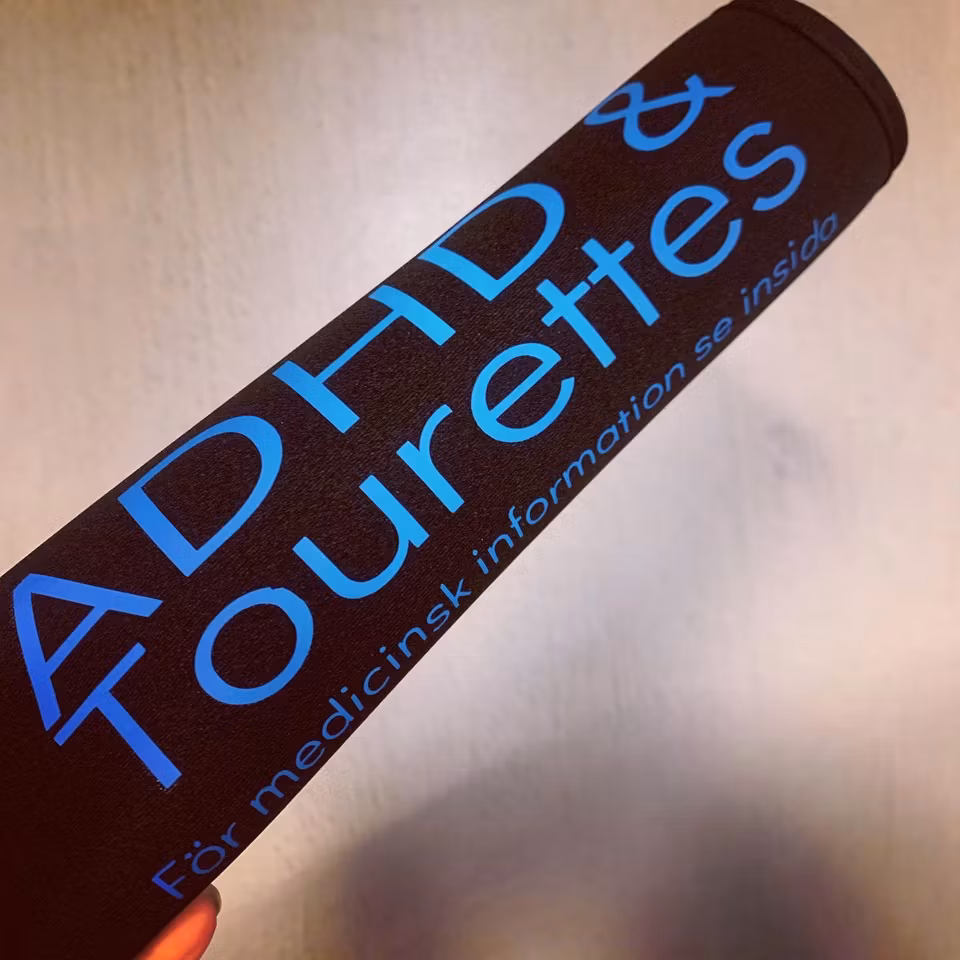 ADHD &
Tourettes
För medicinsk information se insida